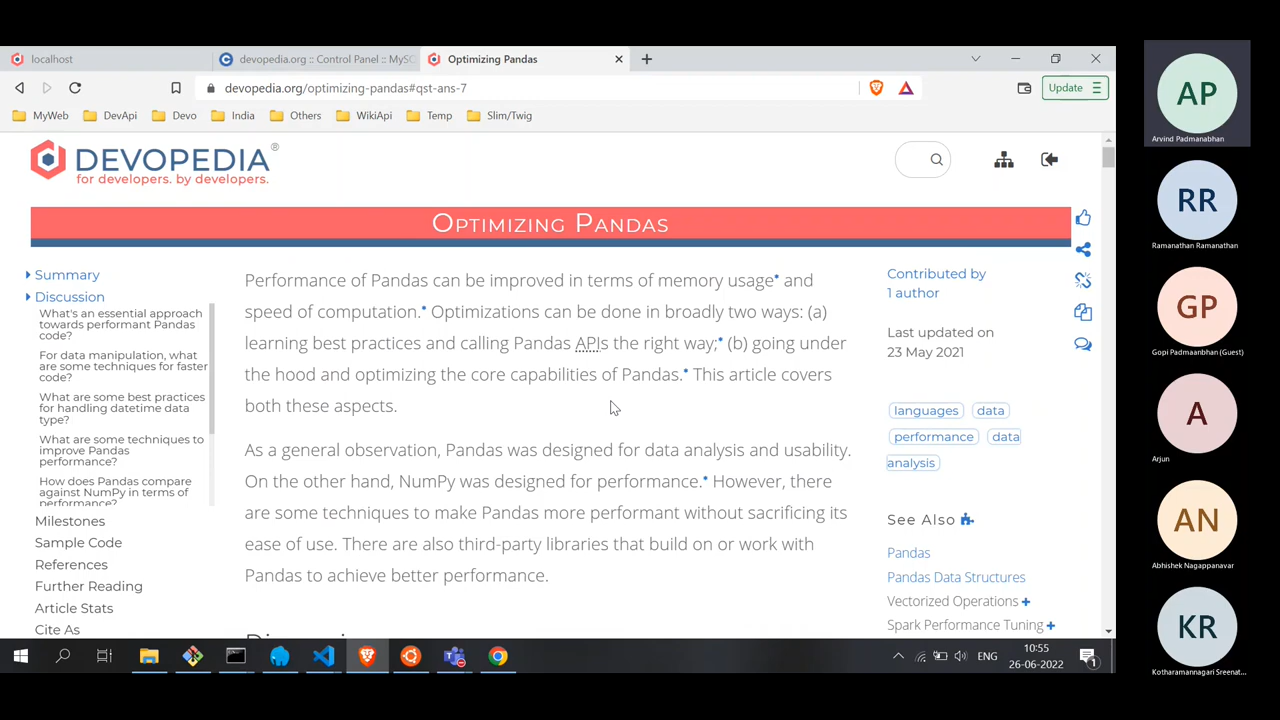 localhost
devopedia.org :: Control Panel :: MySC
Optimizing Pandas
devopedia.org/optimizing-pandas#qst-ans-7
Update
MyWeb
DevApi
Devo
India
Others
WikiApi
Temp
Slim/Twig
DEVOPEDIA®
for developers. by developers.
OPTIMIZING PANDAS
Summary
Discussion
What's an essential approach
towards performant Pandas
code?
For data manipulation, what
are some techniques for faster
code?
What are some best practices
for handling datetime data
type?
What are some techniques to
improve Pandas
performance?
How does Pandas compare
against NumPy in terms of
performance?
Milestones
Sample Code
References
Further Reading
Article Stats
Cite As
Performance of Pandas can be improved in terms of memory usage* and
speed of computation.* Optimizations can be done in broadly two ways: (a)
learning best practices and calling Pandas APIs the right way;* (b) going under
the hood and optimizing the core capabilities of Pandas.* This article covers
both these aspects.
As a general observation, Pandas was designed for data analysis and usability.
On the other hand, NumPy was designed for performance.* However, there
are some techniques to make Pandas more performant without sacrificing its
ease of use. There are also third-party libraries that build on or work with
Pandas to achieve better performance.
Contributed by
1 author
Last updated on
23 May 2021
languages
data
performance
data
analysis
See Also
Pandas
Pandas Data Structures
Vectorized Operations +
Spark Performance Tuning +
ENG
10:55
26-06-2022
1
AP
Arvind Padmanabhan
RR
Ramanathan Ramanathan
GP
Gopi Padmaanbhan (Guest)
A
Arjun
AN
Abhishek Nagappanavar
KR
Kotharamannagari Sreenat...